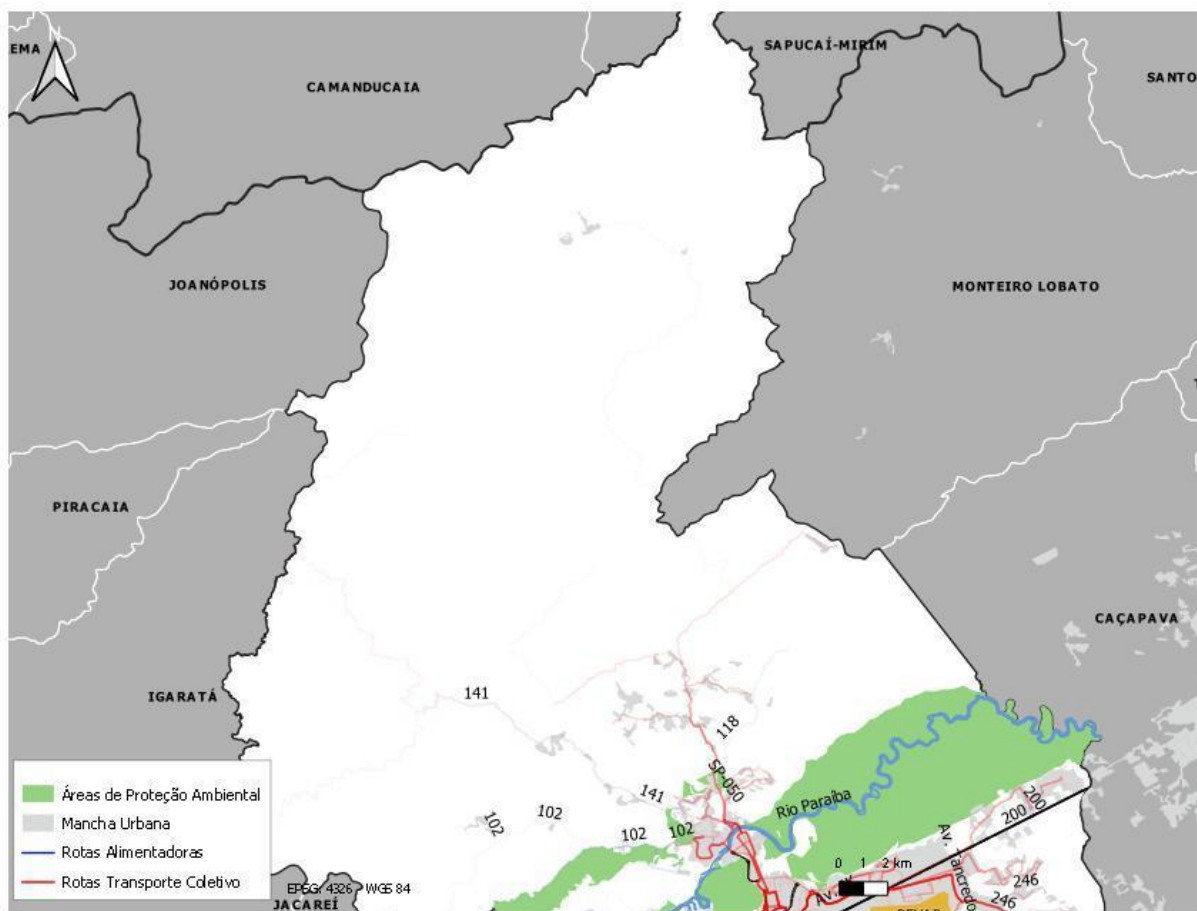 EMA
N
SAPUCAÍ-MIRIM
CAMANDUCAIA
SANTO
JOANÓPOLIS
MONTEIRO LOBATO
PIRACAIA
CAÇAPAVA
IGARATÁ
141
118
SP-050
141
102
102
102
102
Rio Paraíba
200
200
Av. Tancredo
246
246
0 1 2 km
Áreas de Proteção Ambiental
Mancha Urbana
Rotas Alimentadoras
Rotas Transporte Coletivo
EPSG: 4326 - WGS 84
JACAREÍ